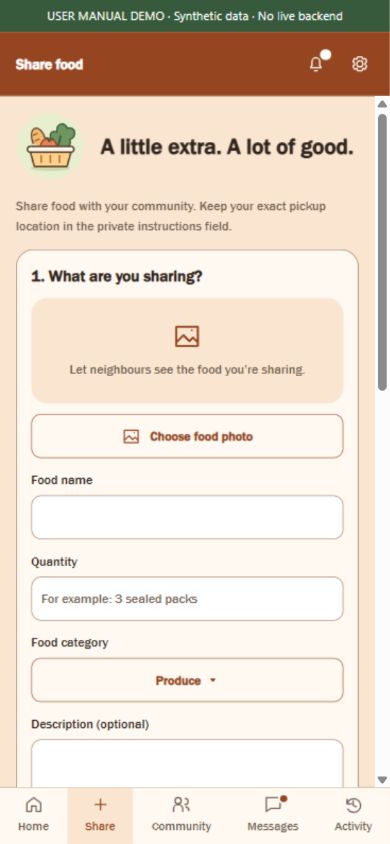 USER MANUAL DEMO · Synthetic data · No live backend
Share food
A little extra. A lot of good.
Share food with your community. Keep your exact pickup
location in the private instructions field.
1. What are you sharing?
Let neighbours see the food you're sharing.
Choose food photo
Food name
Quantity
For example: 3 sealed packs
Food category
Produce
Description (optional)
Home
Share
Community
Messages
Activity